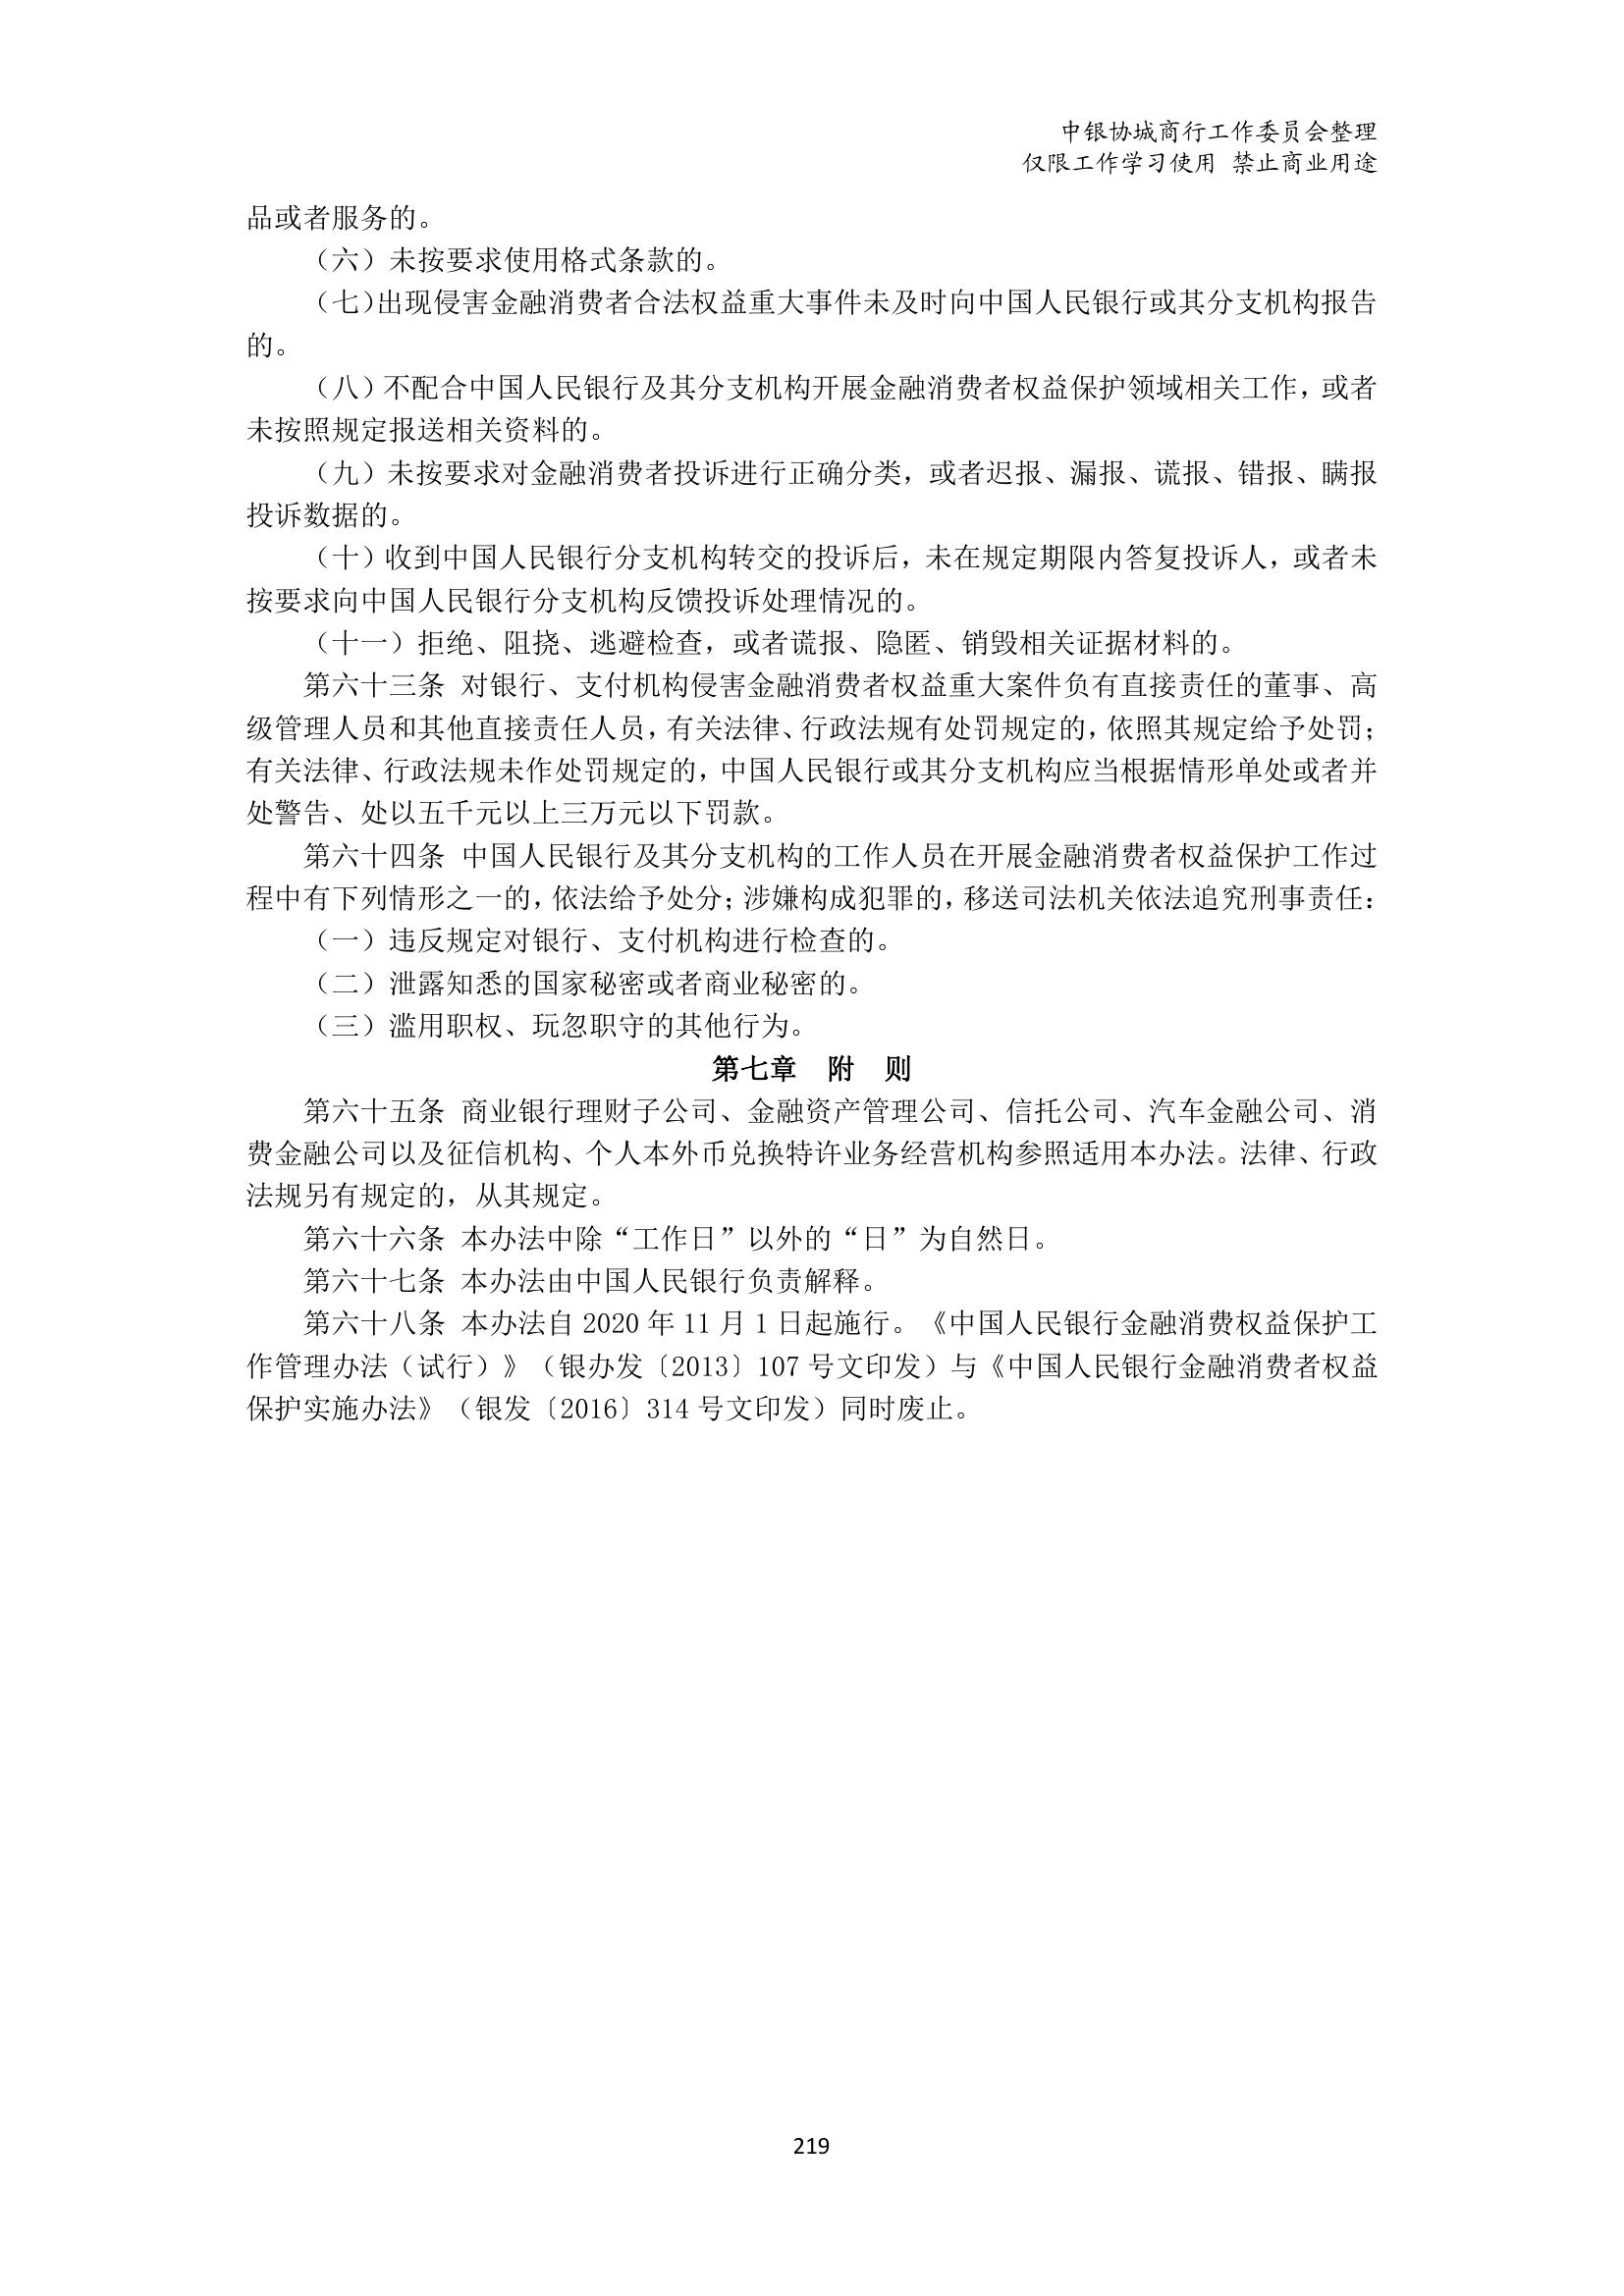 中银协城商行工作委员会整理
仅限工作学习使用 禁止商业用途
品或者服务的。
（六）未按要求使用格式条款的。
（七）出现侵害金融消费者合法权益重大事件未及时向中国人民银行或其分支机构报告
的。
（八）不配合中国人民银行及其分支机构开展金融消费者权益保护领域相关工作，或者
未按照规定报送相关资料的。
（九）未按要求对金融消费者投诉进行正确分类，或者迟报、漏报、谎报、错报、瞒报
投诉数据的。
（十）收到中国人民银行分支机构转交的投诉后，未在规定期限内答复投诉人，或者未
按要求向中国人民银行分支机构反馈投诉处理情况的。
（十一）拒绝、阻挠、逃避检查，或者谎报、隐匿、销毁相关证据材料的。
第六十三条 对银行、支付机构侵害金融消费者权益重大案件负有直接责任的董事、高
级管理人员和其他直接责任人员，有关法律、行政法规有处罚规定的，依照其规定给予处罚；
有关法律、行政法规未作处罚规定的，中国人民银行或其分支机构应当根据情形单处或者并
处警告、处以五千元以上三万元以下罚款。
第六十四条 中国人民银行及其分支机构的工作人员在开展金融消费者权益保护工作过
程中有下列情形之一的，依法给予处分；涉嫌构成犯罪的，移送司法机关依法追究刑事责任：
（一）违反规定对银行、支付机构进行检查的。
（二）泄露知悉的国家秘密或者商业秘密的。
（三）滥用职权、玩忽职守的其他行为。
第七章　附　则
第六十五条 商业银行理财子公司、金融资产管理公司、信托公司、汽车金融公司、消
费金融公司以及征信机构、个人本外币兑换特许业务经营机构参照适用本办法。法律、行政
法规另有规定的，从其规定。
第六十六条 本办法中除“工作日”以外的“日”为自然日。
第六十七条 本办法由中国人民银行负责解释。
第六十八条 本办法自 2020 年 11 月 1 日起施行。《中国人民银行金融消费权益保护工
作管理办法（试行）》（银办发〔2013〕107 号文印发）与《中国人民银行金融消费者权益
保护实施办法》（银发〔2016〕314 号文印发）同时废止。
219